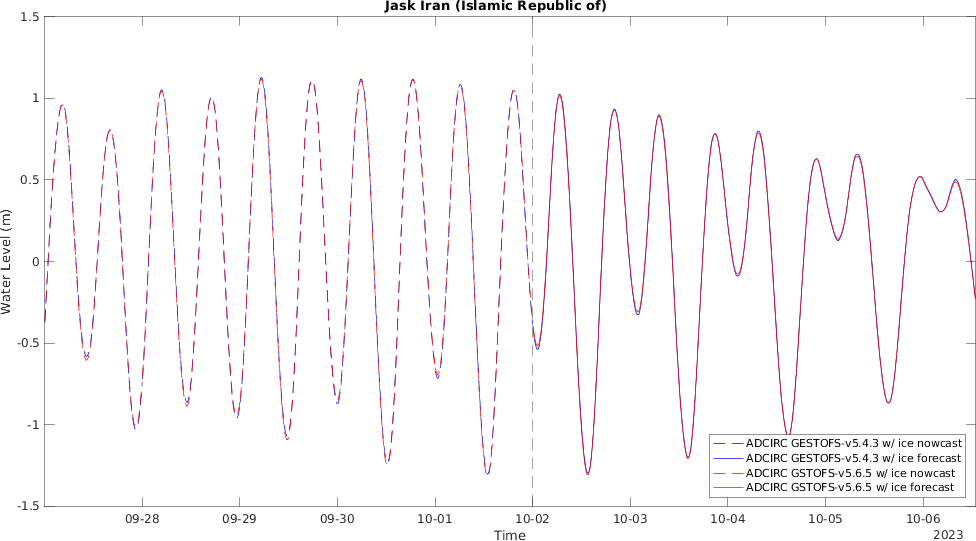 Jask Iran (Islamic Republic of)
1.5
1
0.5
0
-0.5
-1
-1.5
Water Level (m)
09-28
09-29
09-30
10-01
10-02
10-03
10-04
10-05
10-06
Time
2023
ADCIRC GESTOFS-v5.4.3 w/ ice nowcast
ADCIRC GESTOFS-v5.4.3 w/ ice forecast
ADCIRC GSTOFS-v5.6.5 w/ ice nowcast
ADCIRC GSTOFS-v5.6.5 w/ ice forecast